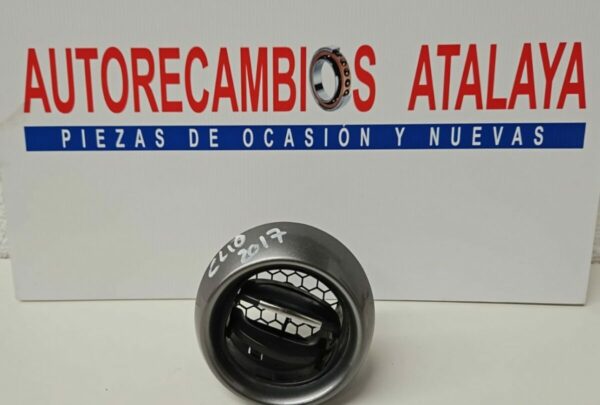 AUTORECAMBIOS ATALAYA
PIEZAS DE OCASIÓN Y NUEVAS
CLIO
2017